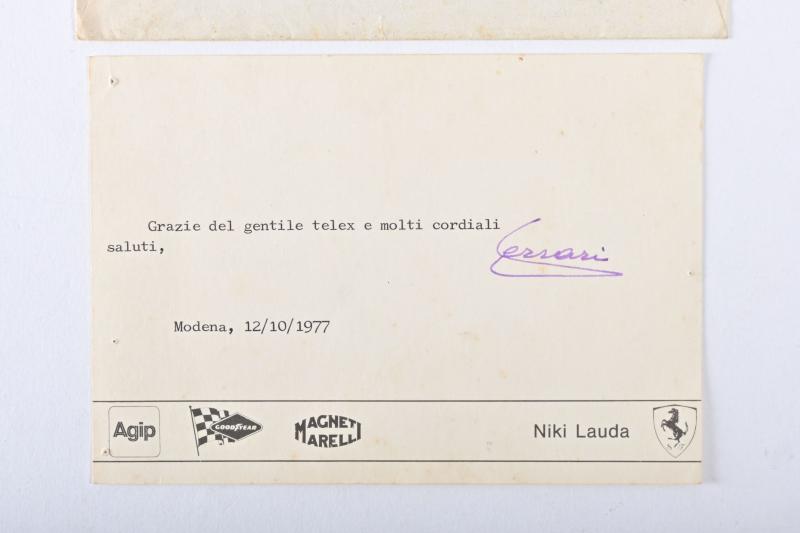 Grazie del gentile telex e molti cordiali
saluti,
Ferrari
Modena, 12/10/1977
Agip
GOODYEAR
MAGNETI
MARELLI
Niki Lauda